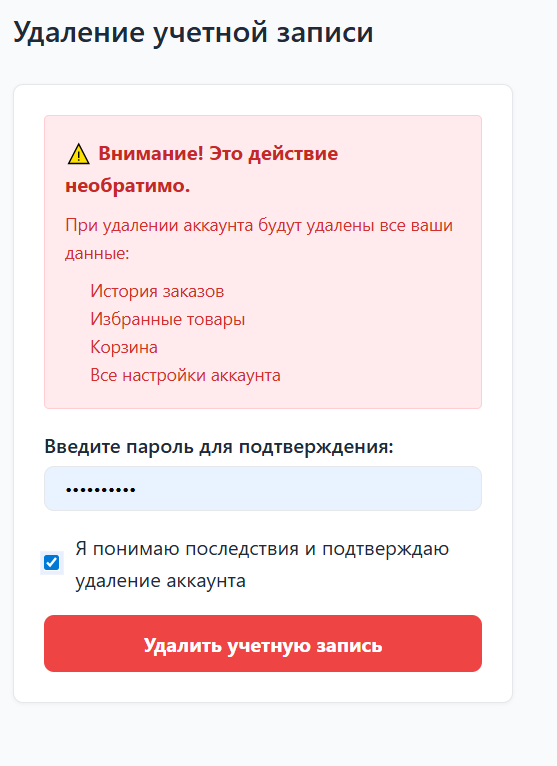 Удаление учетной записи
⚠ Внимание! Это действие
необратимо.
При удалении аккаунта будут удалены все ваши
данные:
История заказов
Избранные товары
Корзина
Все настройки аккаунта
Введите пароль для подтверждения:
••••••••••
Я понимаю последствия и подтверждаю
удаление аккаунта
Удалить учетную запись